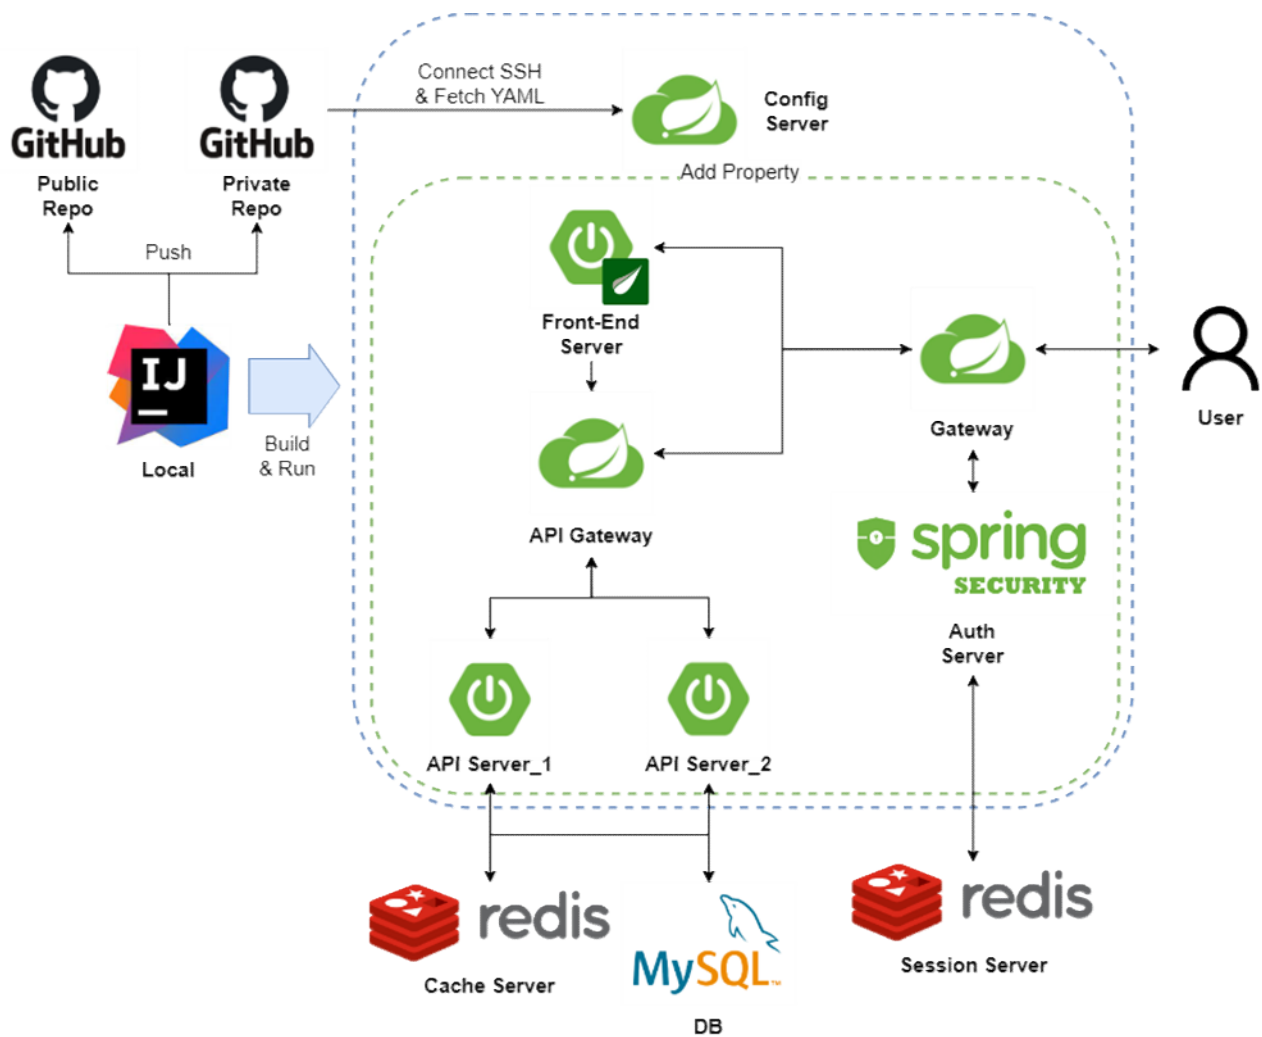 GitHub
Public
Repo
GitHub
Private
Repo
Connect SSH
& Fetch YAML
Config
Server
Add Property
Push
IJ
Local
Build
& Run
Front-End
Server
API Gateway
Gateway
User
spring
SECURITY
Auth
Server
API Server_1
API Server_2
redis
Cache Server
MySQL™
DB
redis
Session Server